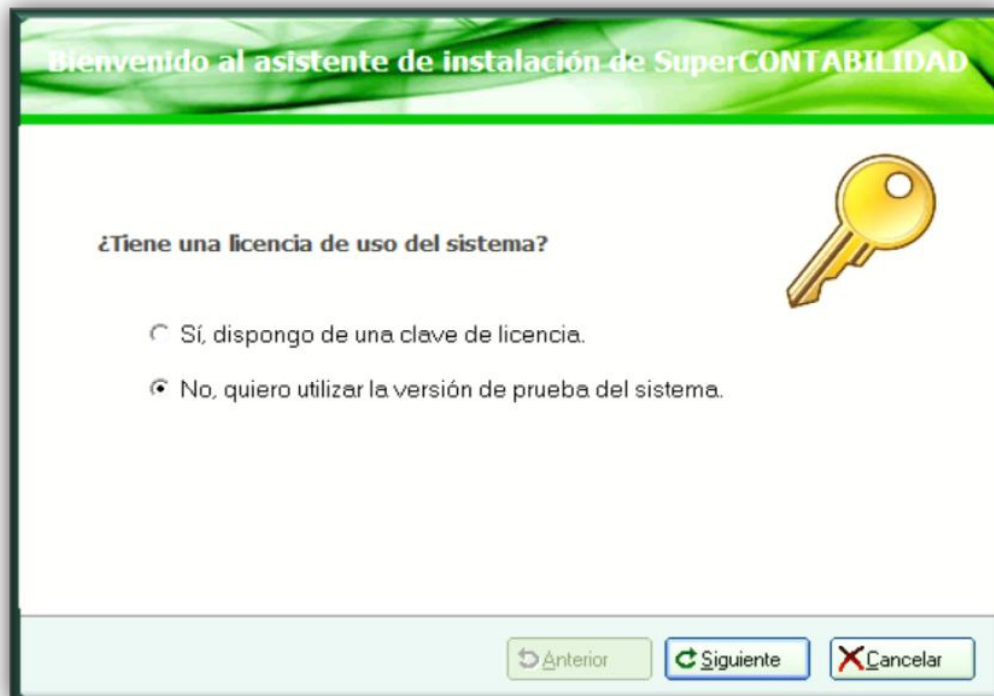 Bienvenido al asistente de instalación de SuperCONTABILIDAD
¿Tiene una licencia de uso del sistema?
Sí, dispongo de una clave de licencia.
No, quiero utilizar la versión de prueba del sistema.
Anterior Siguiente Cancelar